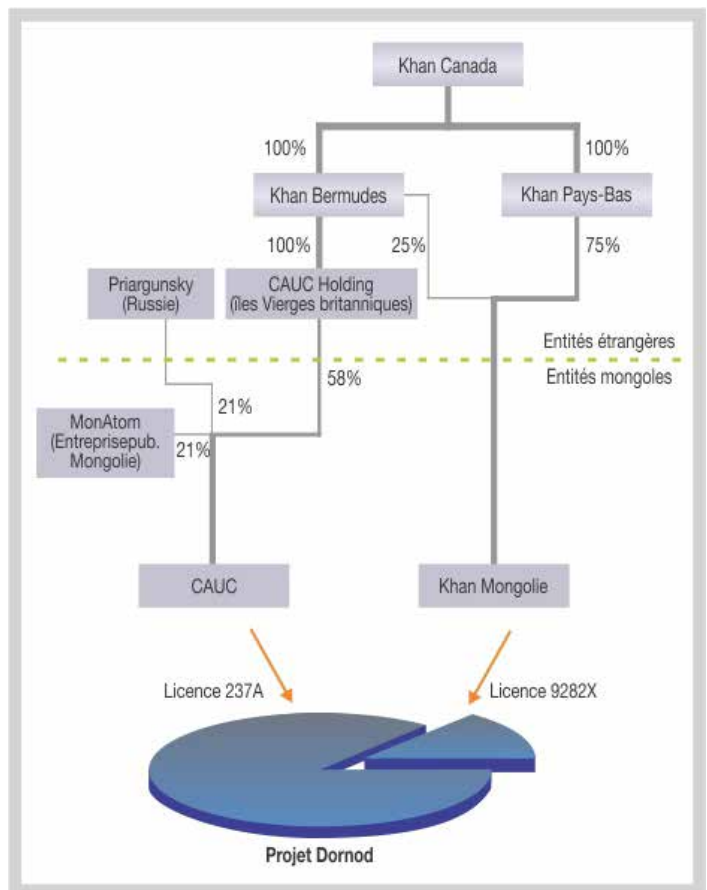 Khan Canada
100%
100%
Khan Bermudes
Khan Pays-Bas
100%
25%
75%
Priargunsky
(Russie)
CAUC Holding
(îles Vierges britanniques)
Entités étrangères
58%
Entités mongoles
21%
MonAtom
(Entreprisepub.
Mongolie)
21%
CAUC
Khan Mongolie
Licence 237A
Licence 9282X
Projet Dornod